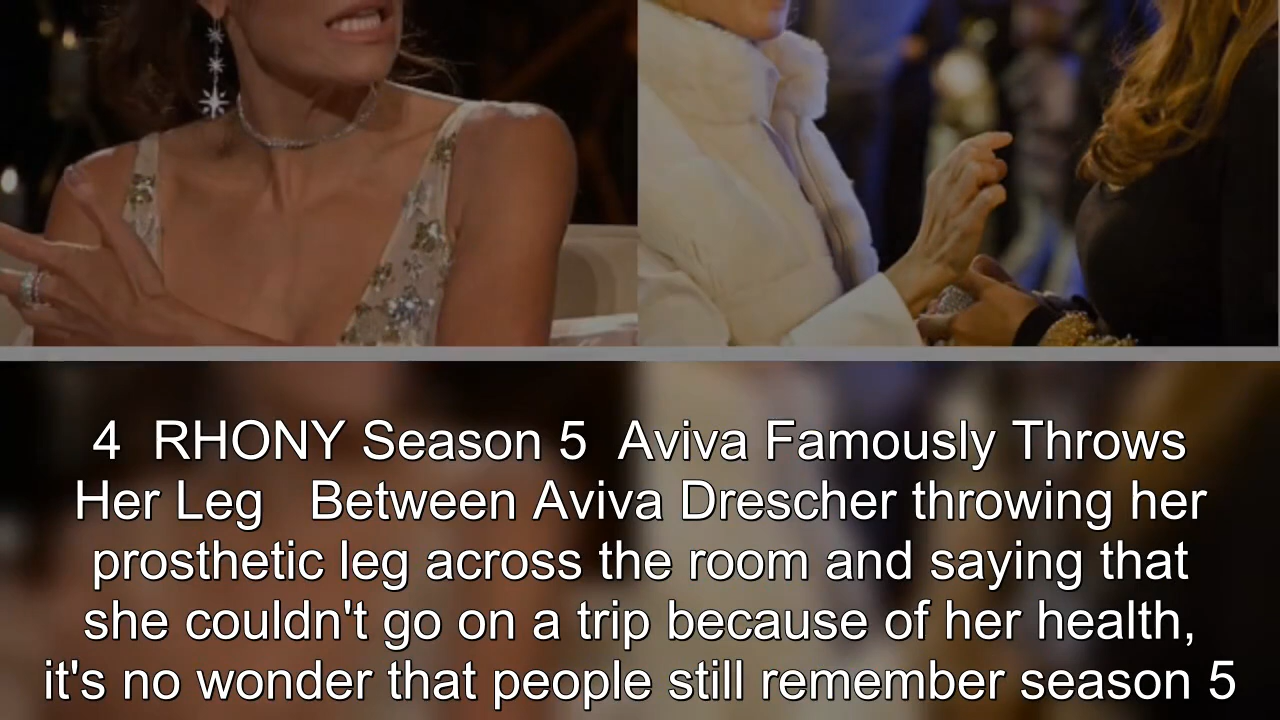 4  RHONY Season 5  Aviva Famously Throws
Her Leg   Between Aviva Drescher throwing her
prosthetic leg across the room and saying that
she couldn't go on a trip because of her health,
it's no wonder that people still remember season 5